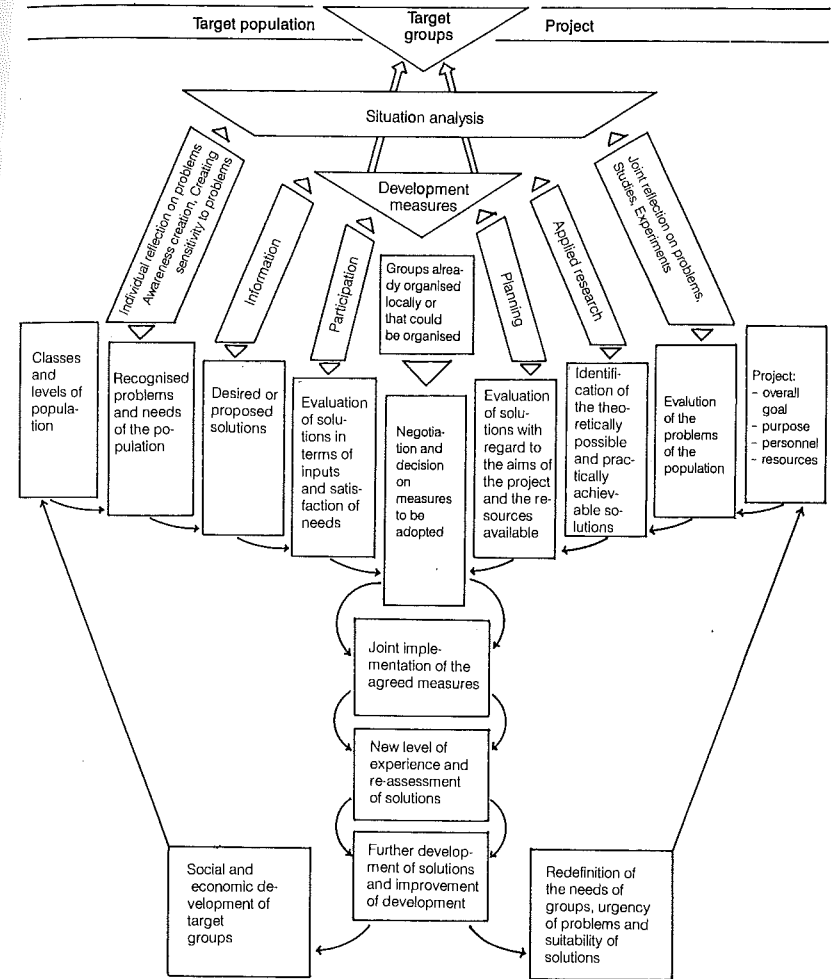 Target population
Target
groups
Project
Situation analysis
Individual reflection on problems
Awareness creation, Creating
sensitivity to problems
Information
Participation
Development
measures
Planning
Applied research
Joint reflection on problems,
Studies, Experiments
Groups alrea-
dy organised
locally or
that could
be organised
Classes
and
levels of
popula-
tion
Recognised
problems
and needs
of the po-
pulation
Desired or
proposed
solutions
Evaluation
of solu-
tions in
terms of
inputs
and satis-
faction of
needs
Negotia-
tion and
decision
on
measures
to be
adopted
Evaluation
of solu-
tions with
regard to
the aims of
the project
and the re-
sources
available
Identifi-
cation of
the theo-
retically
possible
and prac-
tically
achiev-
able so-
lutions
Evalution
of the
problems
of the
population
Project:
– overall
goal
– purpose
– personnel
– resources
Joint imple-
mentation of the
agreed measures
New level of
experience and
re-assessment
of solutions
Further develop-
ment of solutions
and improvement
of development
Social and
economic de-
velopment of
target
groups
Redefinition of
the needs of
groups, urgency
of problems and
suitability of
solutions